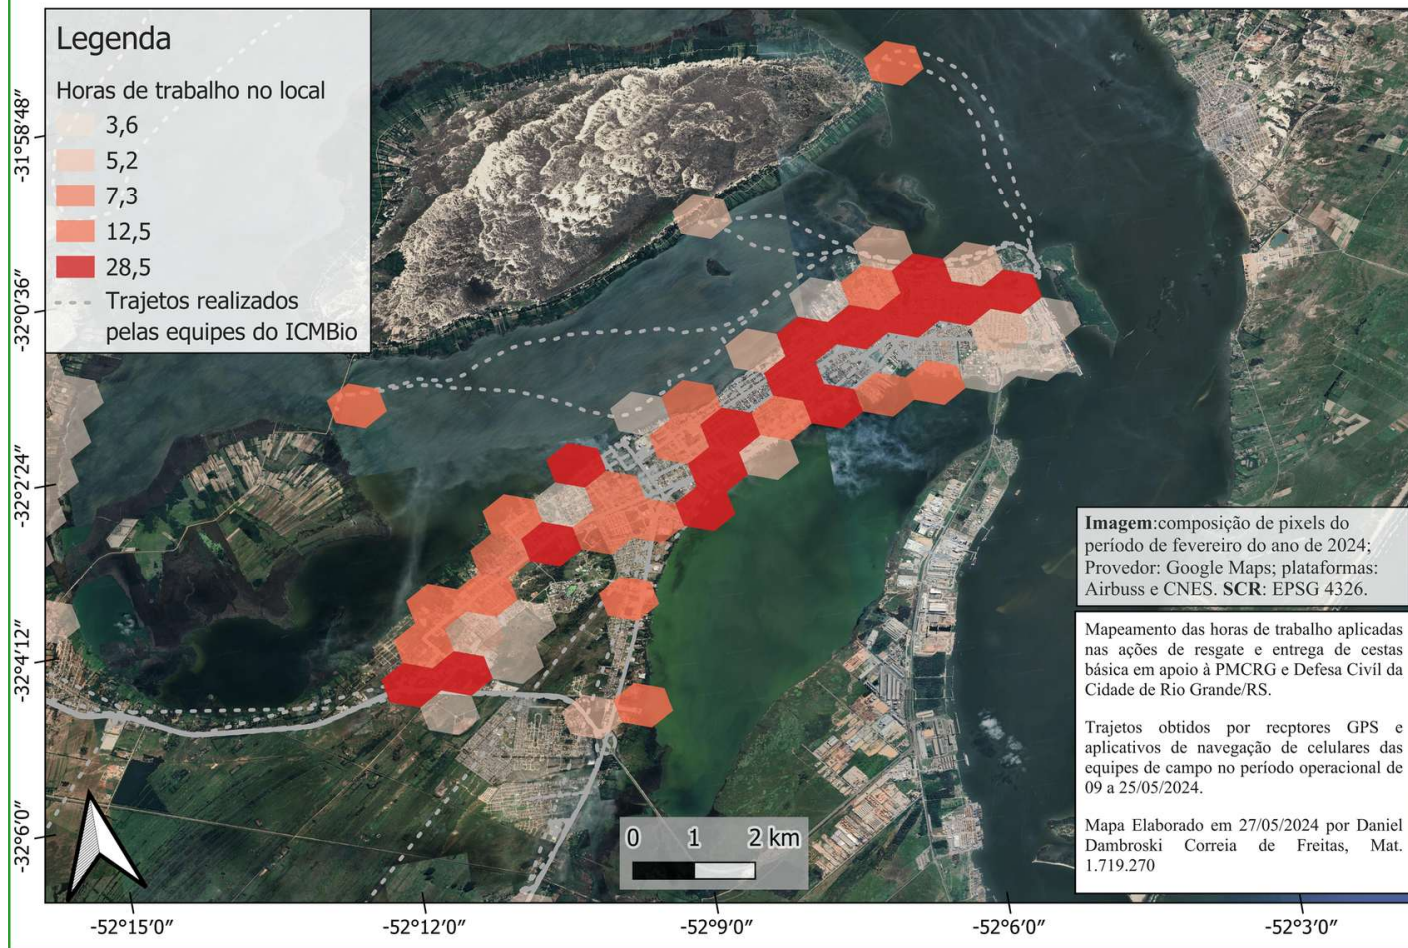 Legenda
Horas de trabalho no local
3,6
5,2
7,3
12,5
28,5
Trajetos realizados
pelas equipes do ICMBio
-31°58'48"
-32°0'36"
-32°2'24"
-32°4'12"
-32°6'0"
Imagem:composição de pixels do
período de fevereiro do ano de 2024;
Provedor: Google Maps; plataformas:
Airbuss e CNES. SCR: EPSG 4326.
Mapeamento das horas de trabalho aplicadas
nas ações de resgate e entrega de cestas
básica em apoio à PMCRG e Defesa Civíl da
Cidade de Rio Grande/RS.
Trajetos obtidos por recptores GPS e
aplicativos de navegação de celulares das
equipes de campo no período operacional de
09 a 25/05/2024.
Mapa Elaborado em 27/05/2024 por Daniel
Dambroski Correia de Freitas, Mat.
1.719.270
0 1 2 km
-52°15'0" -52°12'0" -52°9'0" -52°6'0" -52°3'0"